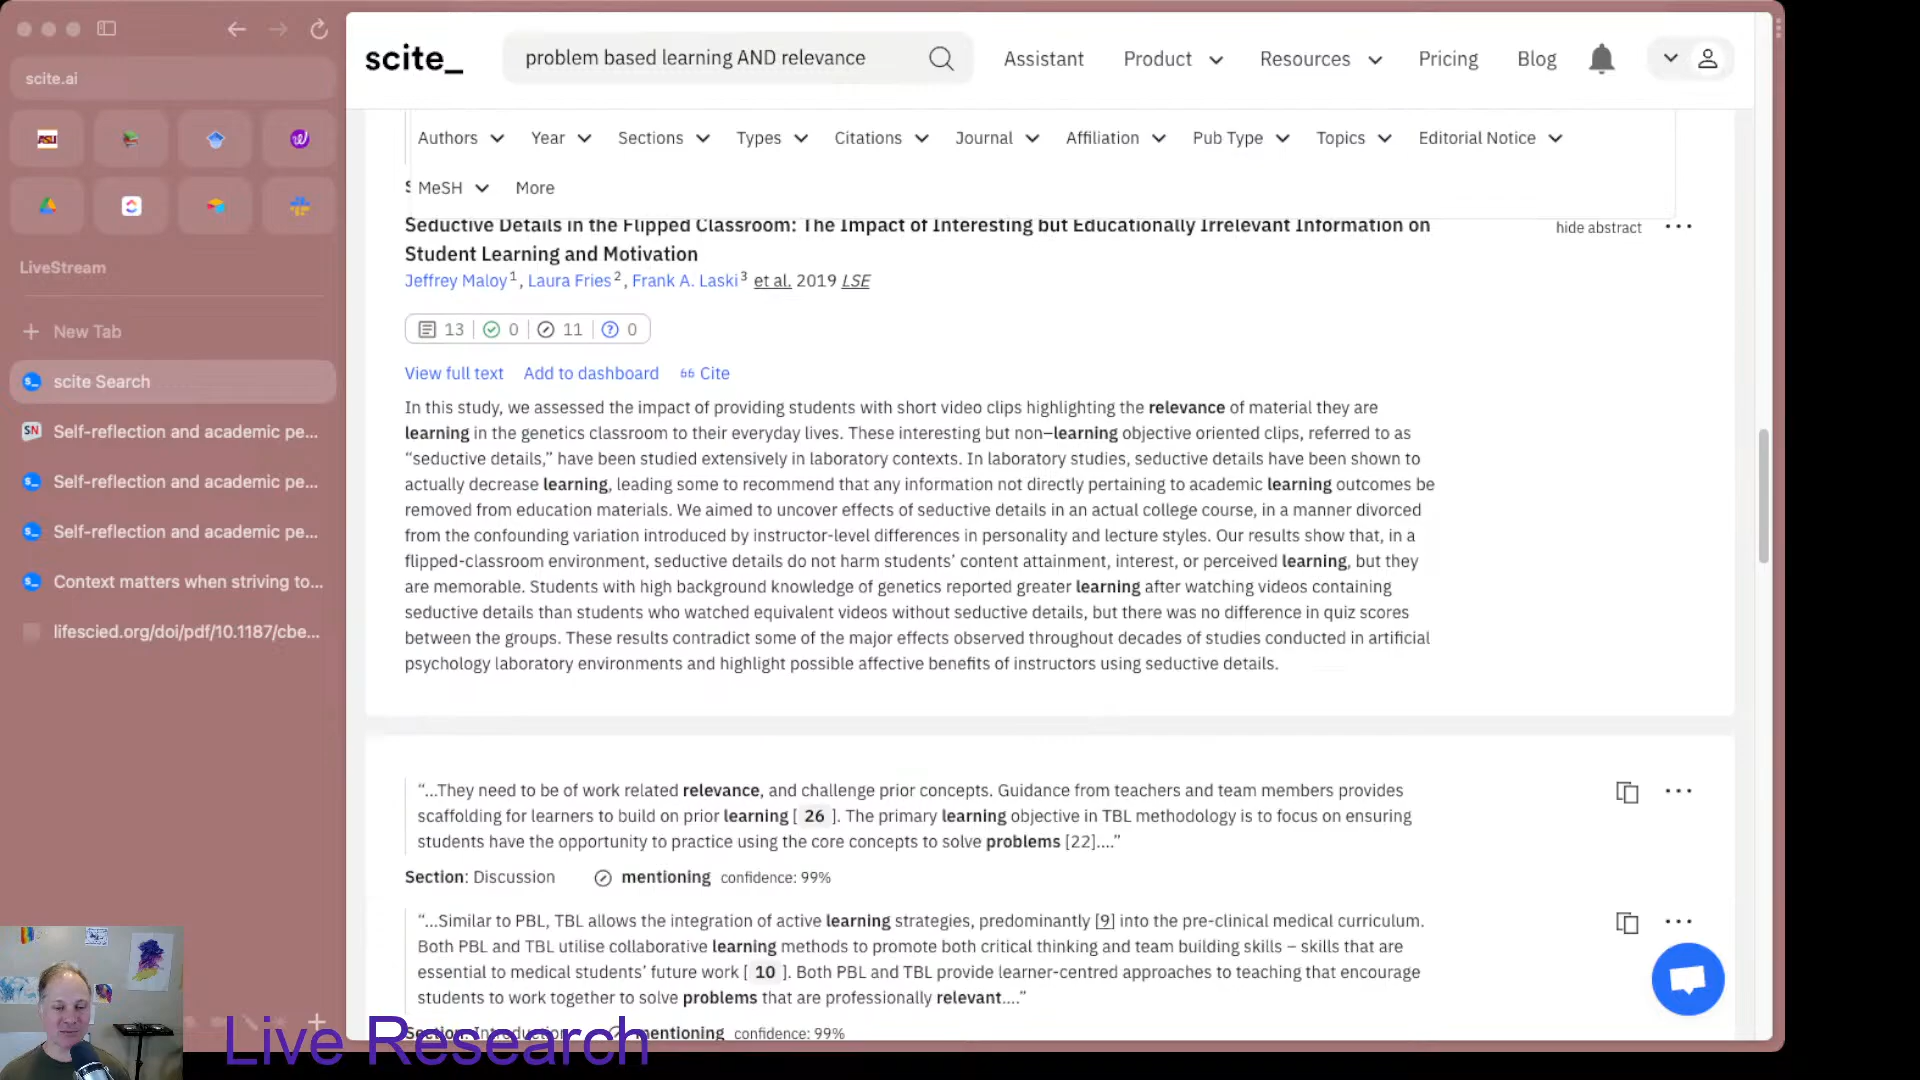 scite.ai
LiveStream
New Tab
scite Search
Self-reflection and academic pe...
Self-reflection and academic pe...
Self-reflection and academic pe...
Context matters when striving to...
lifescied.org/doi/pdf/10.1187/cbe...
scite_
problem based learning AND relevance
Assistant
Product
Resources
Pricing
Blog
Authors
Year
Sections
Types
Citations
Journal
Affiliation
Pub Type
Topics
Editorial Notice
MeSH
More
Seductive Details in the Flipped Classroom: The Impact of Interesting but Educationally Irrelevant Information on
Student Learning and Motivation
hide abstract
Jeffrey Maloy1, Laura Fries2, Frank A. Laski3 et al. 2019 LSE
13 0 11 0
View full text Add to dashboard Cite
In this study, we assessed the impact of providing students with short video clips highlighting the relevance of material they are
learning in the genetics classroom to their everyday lives. These interesting but non–learning objective oriented clips, referred to as
“seductive details,” have been studied extensively in laboratory contexts. In laboratory studies, seductive details have been shown to
actually decrease learning, leading some to recommend that any information not directly pertaining to academic learning outcomes be
removed from education materials. We aimed to uncover effects of seductive details in an actual college course, in a manner divorced
from the confounding variation introduced by instructor-level differences in personality and lecture styles. Our results show that, in a
flipped-classroom environment, seductive details do not harm students’ content attainment, interest, or perceived learning, but they
are memorable. Students with high background knowledge of genetics reported greater learning after watching videos containing
seductive details than students who watched equivalent videos without seductive details, but there was no difference in quiz scores
between the groups. These results contradict some of the major effects observed throughout decades of studies conducted in artificial
psychology laboratory environments and highlight possible affective benefits of instructors using seductive details.
“...They need to be of work related relevance, and challenge prior concepts. Guidance from teachers and team members provides
scaffolding for learners to build on prior learning [ 26 ]. The primary learning objective in TBL methodology is to focus on ensuring
students have the opportunity to practice using the core concepts to solve problems [22]....”
Section: Discussion mentioning confidence: 99%
“...Similar to PBL, TBL allows the integration of active learning strategies, predominantly [9] into the pre-clinical medical curriculum.
Both PBL and TBL utilise collaborative learning methods to promote both critical thinking and team building skills – skills that are
essential to medical students’ future work [ 10 ]. Both PBL and TBL provide learner-centred approaches to teaching that encourage
students to work together to solve problems that are professionally relevant....”
Section: Introduction mentioning confidence: 99%
Live Research